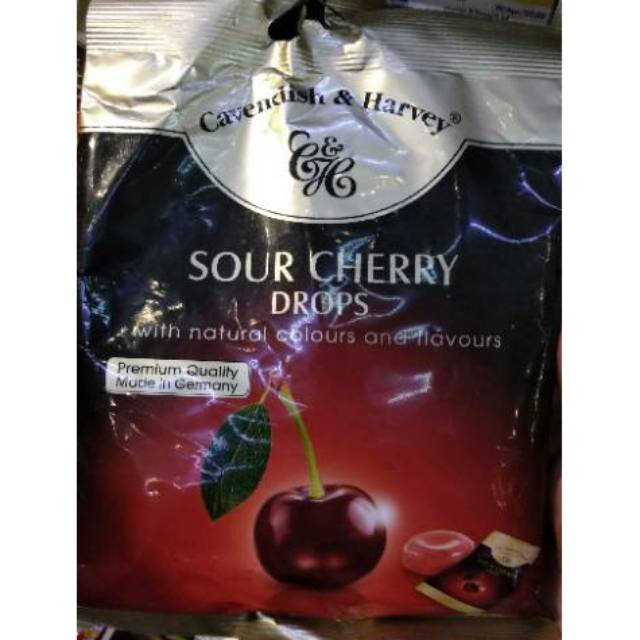 Cavendish & Harvey®
C&H
SOUR CHERRY
DROPS
with natural colours and flavours
Premium Quality
Made in Germany